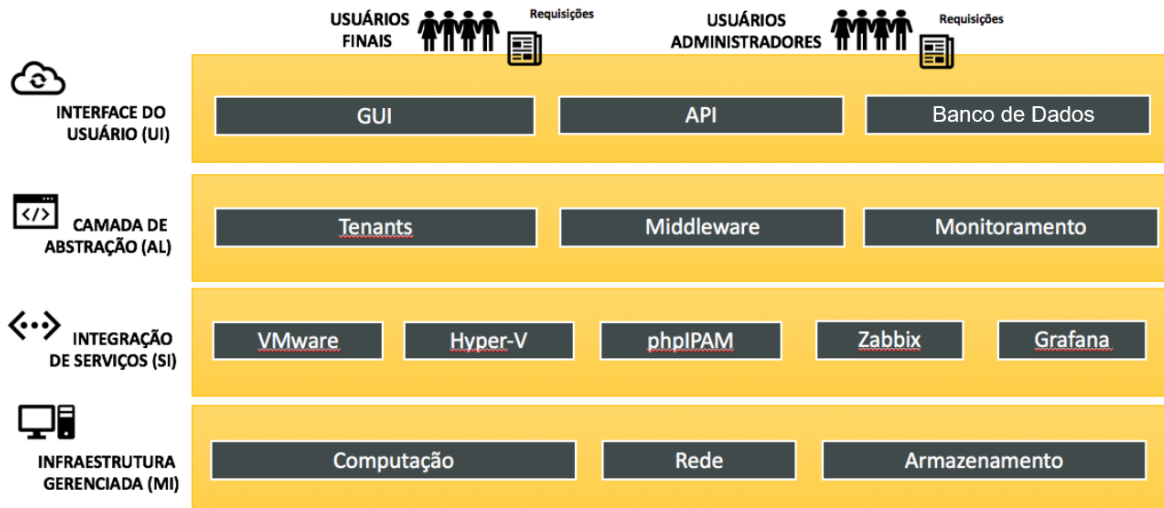 USUÁRIOS
FINAIS
Requisições
USUÁRIOS
ADMINISTRADORES
Requisições
INTERFACE DO
USUÁRIO (UI)
GUI
API
Banco de Dados
</>
CAMADA DE
ABSTRAÇÃO (AL)
Tenants
Middleware
Monitoramento
INTEGRAÇÃO
DE SERVIÇOS (SI)
VMware
Hyper-V
phpIPAM
Zabbix
Grafana
INFRAESTRUTURA
GERENCIADA (MI)
Computação
Rede
Armazenamento